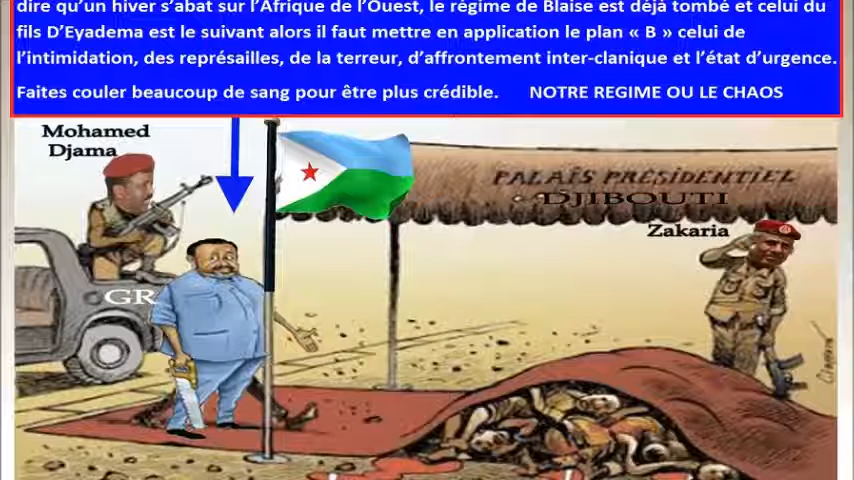 dire qu'un hiver s'abat sur l'Afrique de l'Ouest, le régime de Blaise est déjà tombé et celui du
fils D'Eyadema est le suivant alors il faut mettre en application le plan « B » celui de
l'intimidation, des représailles, de la terreur, d'affrontement inter-clanique et l'état d'urgence.
Faites couler beaucoup de sang pour être plus crédible. NOTRE REGIME OU LE CHAOS
Mohamed
Djama
PALAIS PRÉSIDENTIEL
DJIBOUTI
Zakaria
GR